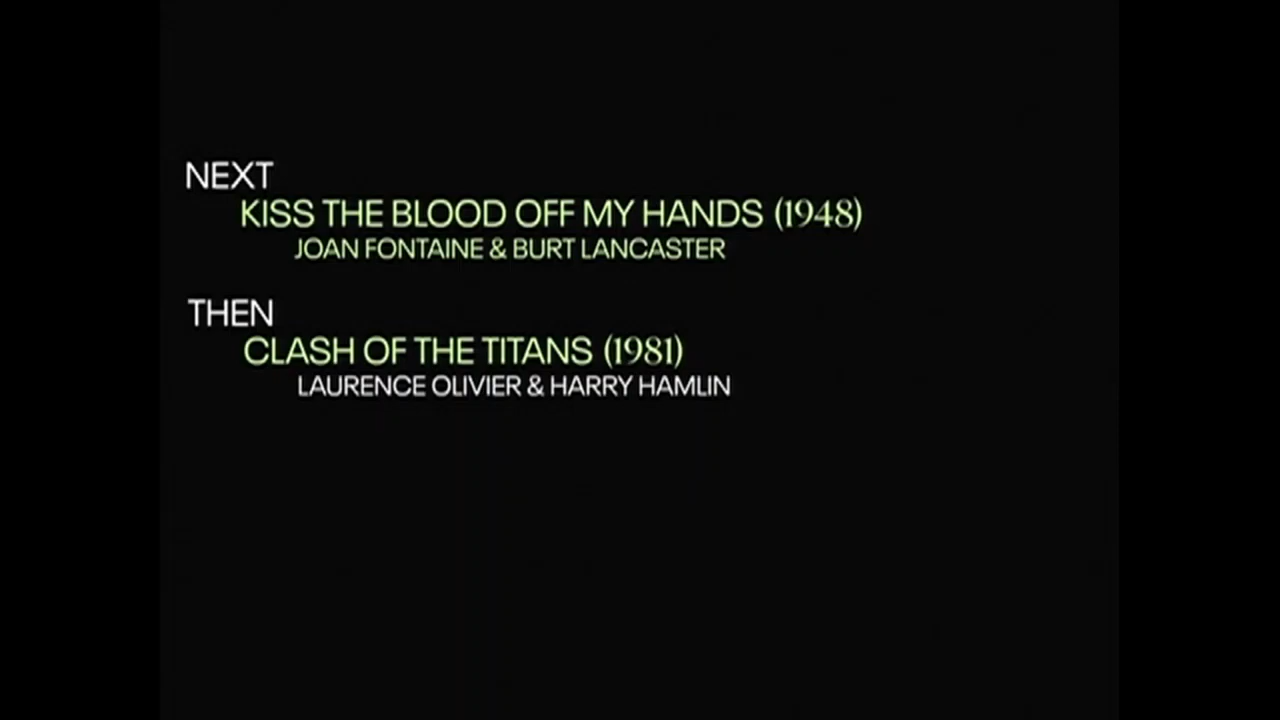 NEXT
KISS THE BLOOD OFF MY HANDS (1948)
JOAN FONTAINE & BURT LANCASTER
THEN
CLASH OF THE TITANS (1981)
LAURENCE OLIVIER & HARRY HAMLIN